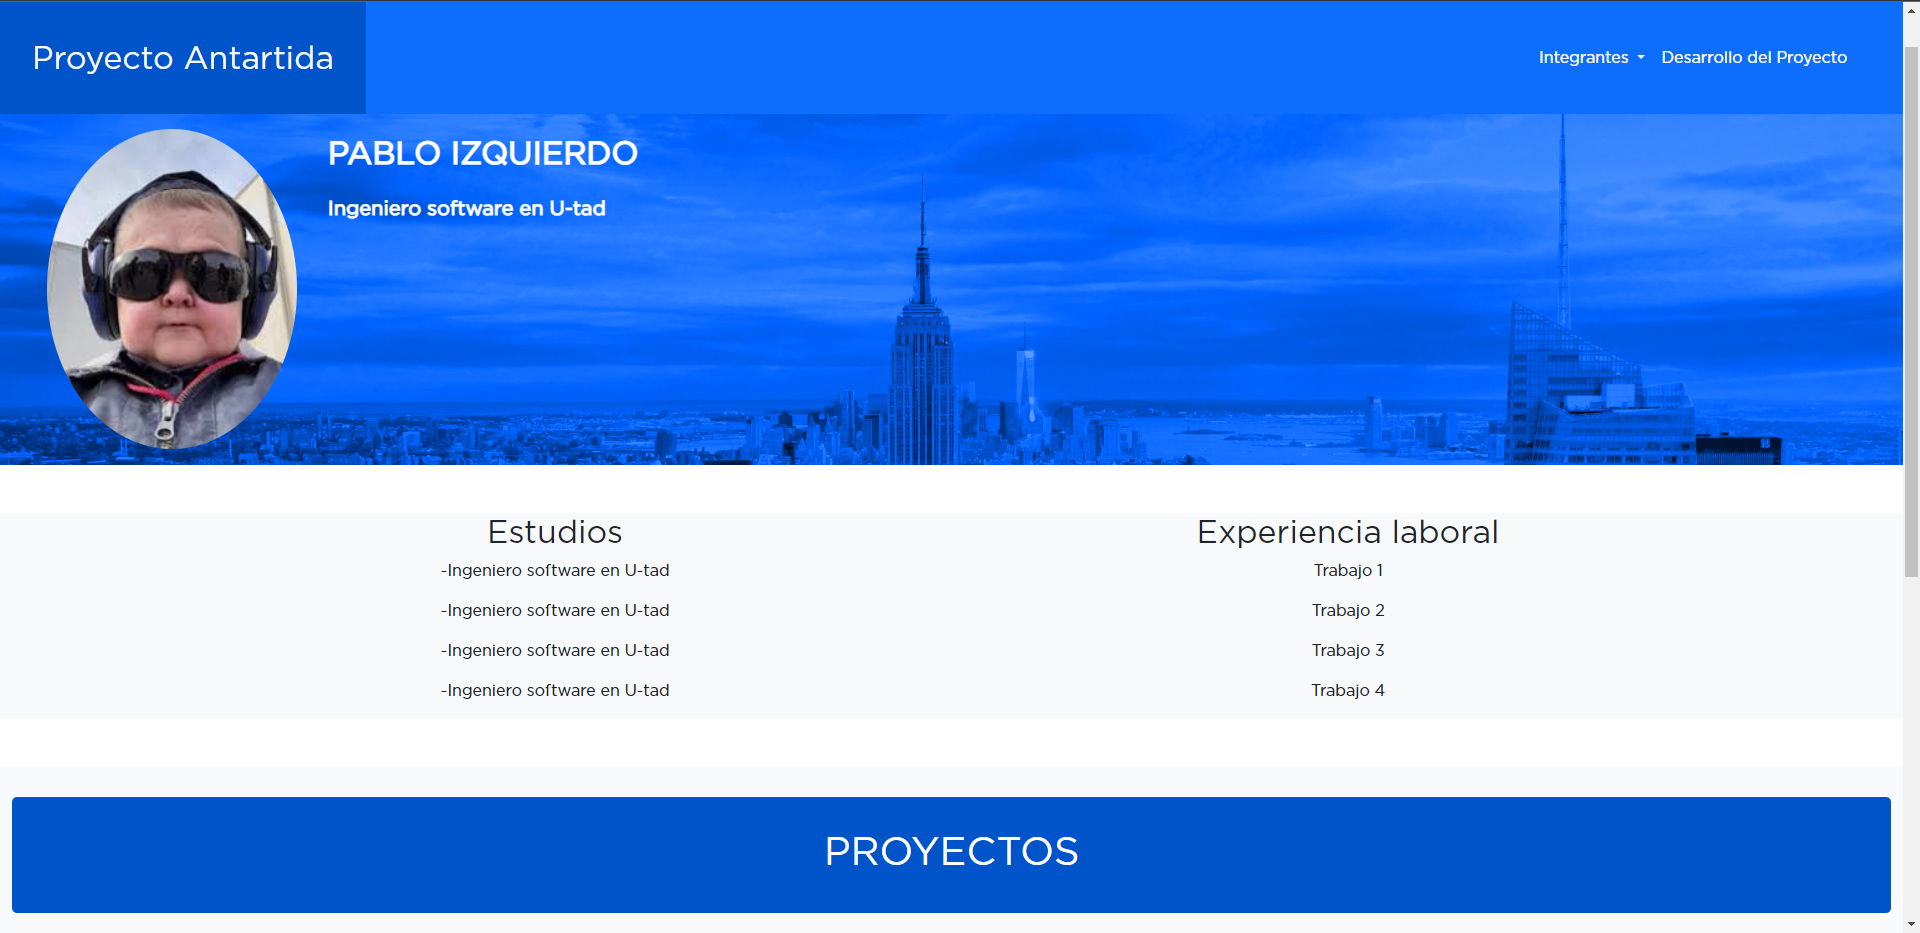 Proyecto Antartida
Integrantes
Desarrollo del Proyecto
PABLO IZQUIERDO
Ingeniero software en U-tad
Estudios
-Ingeniero software en U-tad
-Ingeniero software en U-tad
-Ingeniero software en U-tad
-Ingeniero software en U-tad
Experiencia laboral
Trabajo 1
Trabajo 2
Trabajo 3
Trabajo 4
PROYECTOS